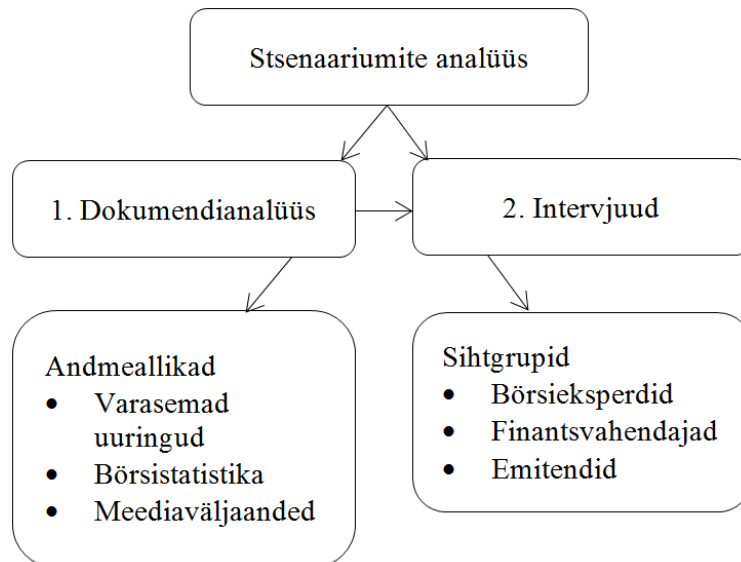 Stsenaariumite analüüs
1. Dokumendianalüüs
2. Intervjuud
Andmeallikad
• Varasemad
uuringud
• Börsistatistika
• Meediaväljaanded
Sihtgrupid
• Börsieksperdid
• Finantsvahendajad
• Emitendid